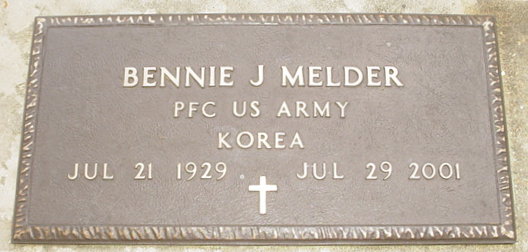 BENNIE J MELDER
PFC US ARMY
KOREA
JUL 21 1929 JUL 29 2001